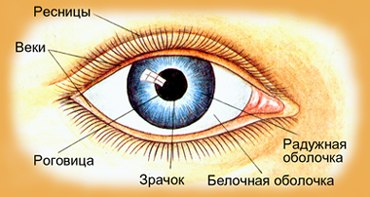 Ресницы
Веки
Роговица
Зрачок
Белочная оболочка
Радужная
оболочка